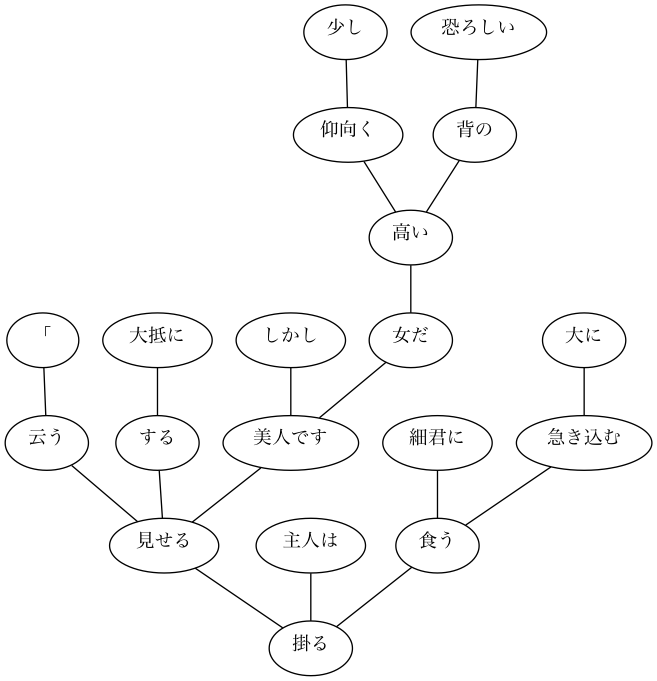 少し 恐ろしい
仰向く 背の
高い
「 大抵に しかし 女だ 大に
云う する 美人です 細君に 急き込む
見せる 主人は 食う
掛る